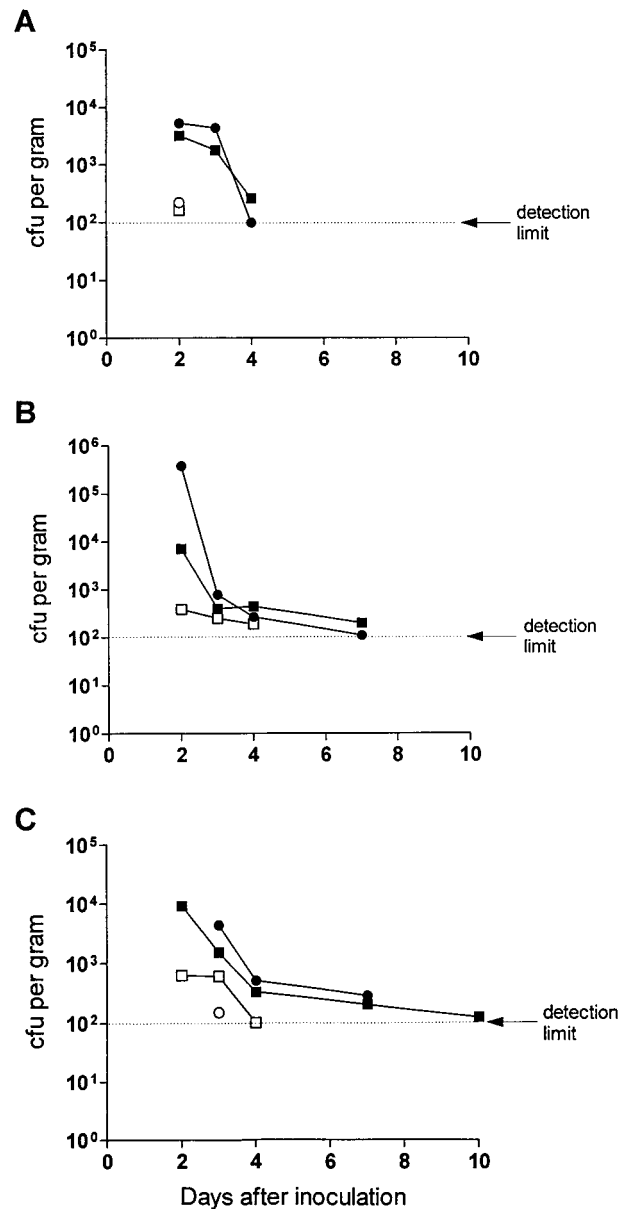 A
10⁵
10⁴
10³
10²
10¹
10⁰
cfu per gram
detection
limit
0 2 4 6 8 10
B
10⁶
10⁵
10⁴
10³
10²
10¹
10⁰
cfu per gram
detection
limit
0 2 4 6 8 10
C
10⁵
10⁴
10³
10²
10¹
10⁰
cfu per gram
detection
limit
0 2 4 6 8 10
Days after inoculation